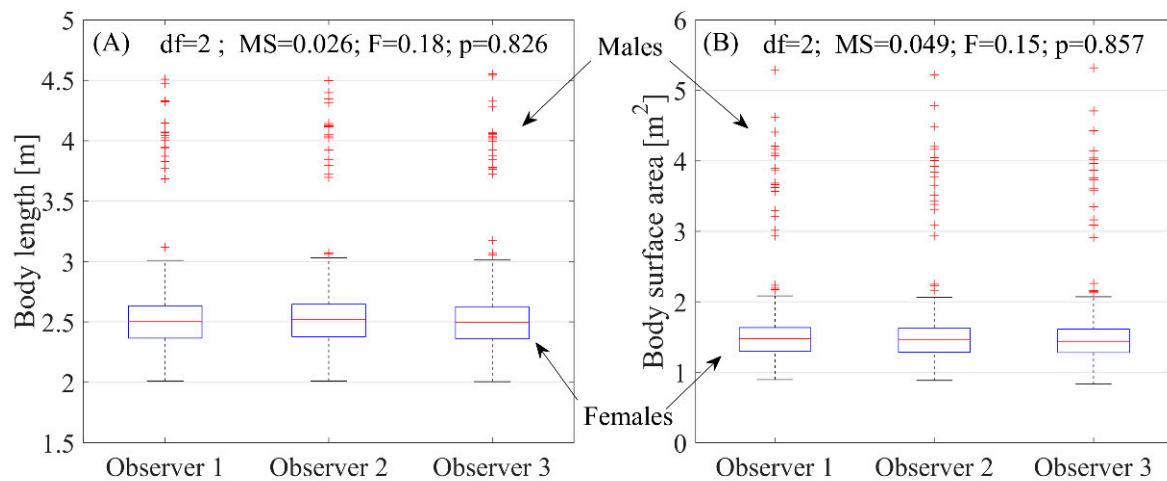 (A) df=2 ; MS=0.026; F=0.18; p=0.826
5
4.5
4
3.5
3
2.5
2
1.5
Body length [m]
Observer 1 Observer 2 Observer 3
Males
Females
(B) df=2; MS=0.049; F=0.15; p=0.857
6
5
4
3
2
1
0
Body surface area [m²]
Observer 1 Observer 2 Observer 3